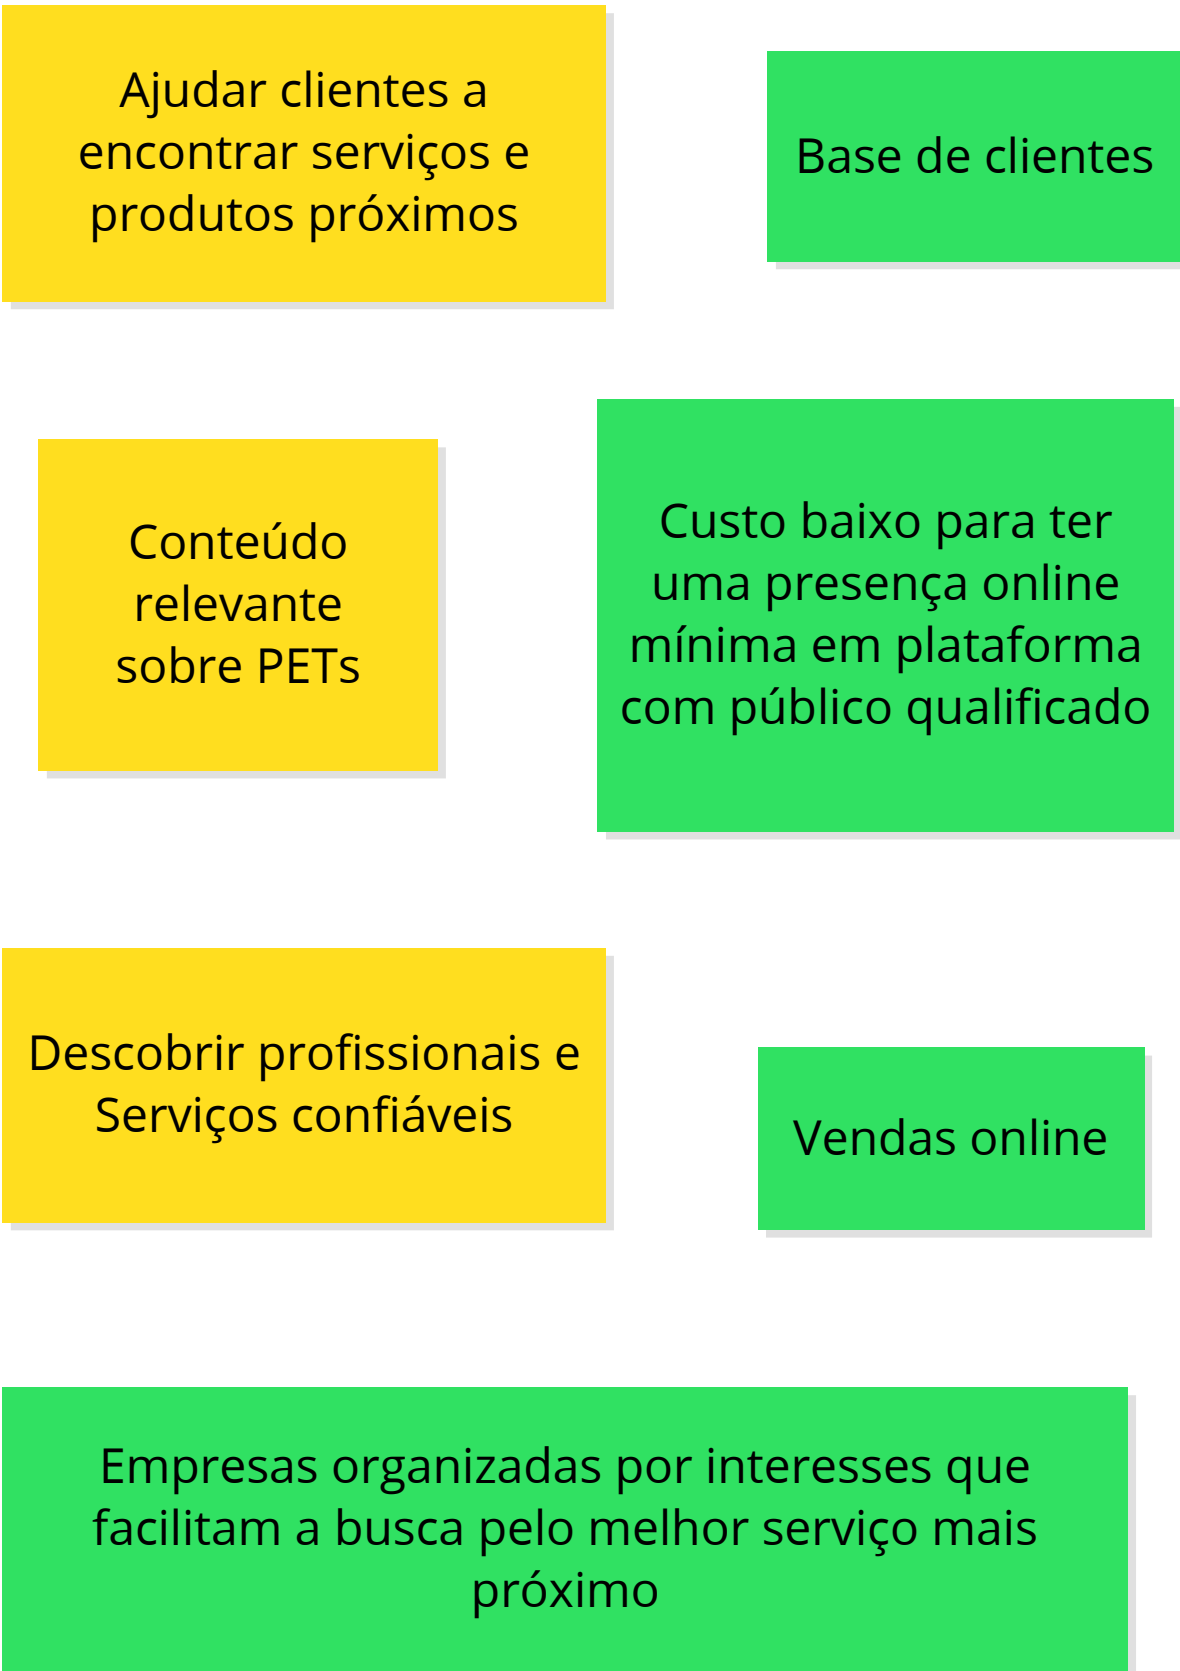 Ajudar clientes a
encontrar serviços e
produtos próximos
Base de clientes
Conteúdo
relevante
sobre PETs
Custo baixo para ter
uma presença online
mínima em plataforma
com público qualificado
Descobrir profissionais e
Serviços confiáveis
Vendas online
Empresas organizadas por interesses que
facilitam a busca pelo melhor serviço mais
próximo